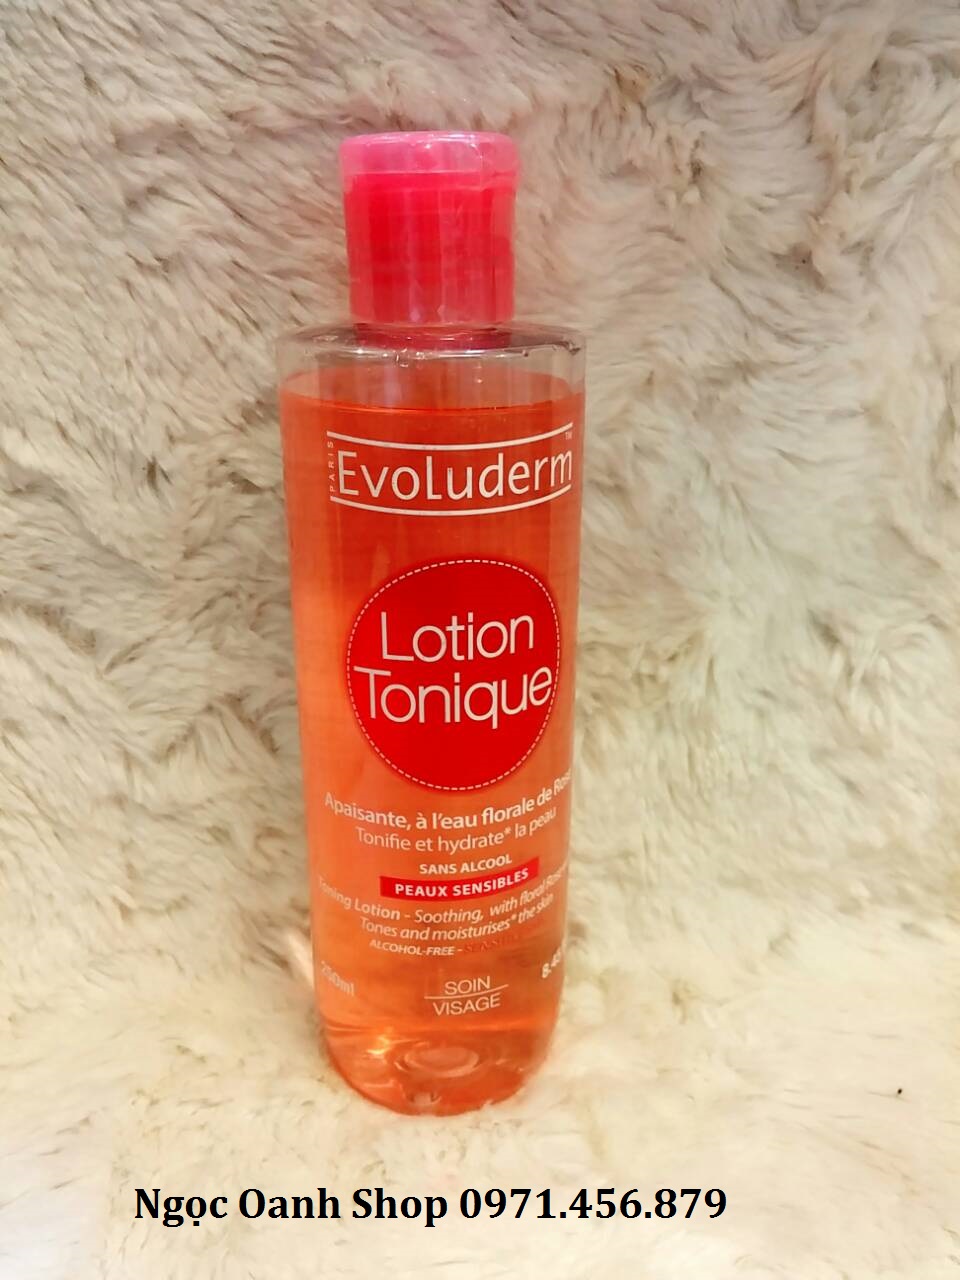 PARIS
EvoLuderm™
Lotion
Tonique
Apaisante, à l'eau florale de Rose
Tonifie et hydrate* la peau
SANS ALCOOL
PEAUX SENSIBLES
Toning Lotion - Soothing, with floral
Tones and moisturises* the skin
ALCOHOL-FREE -
250ml
SOIN
VISAGE
Ngọc Oanh Shop 0971.456.879